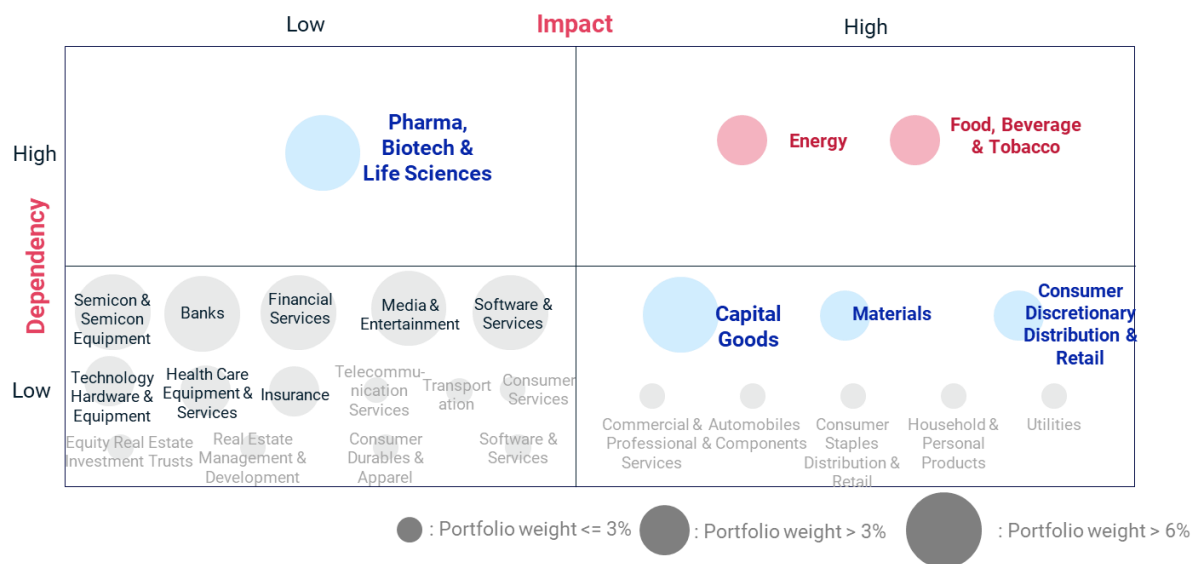 Low
Impact
High
High
Dependency
Low
Pharma,
Biotech &
Life Sciences
Energy
Food, Beverage
& Tobacco
Semicon &
Semicon
Equipment
Banks
Financial
Services
Media &
Entertainment
Software &
Services
Capital
Goods
Materials
Consumer
Discretionary
Distribution &
Retail
Technology
Hardware &
Equipment
Health Care
Equipment &
Services
Insurance
Telecommu-
nication
Services
Transport
ation
Consumer
Services
Commercial &
Professional &
Services
Automobiles
Components
Consumer
Staples
Distribution &
Retail
Household &
Personal
Products
Utilities
Equity Real Estate
Investment Trusts
Real Estate
Management &
Development
Consumer
Durables &
Apparel
Software &
Services
: Portfolio weight <= 3%
: Portfolio weight > 3%
: Portfolio weight > 6%